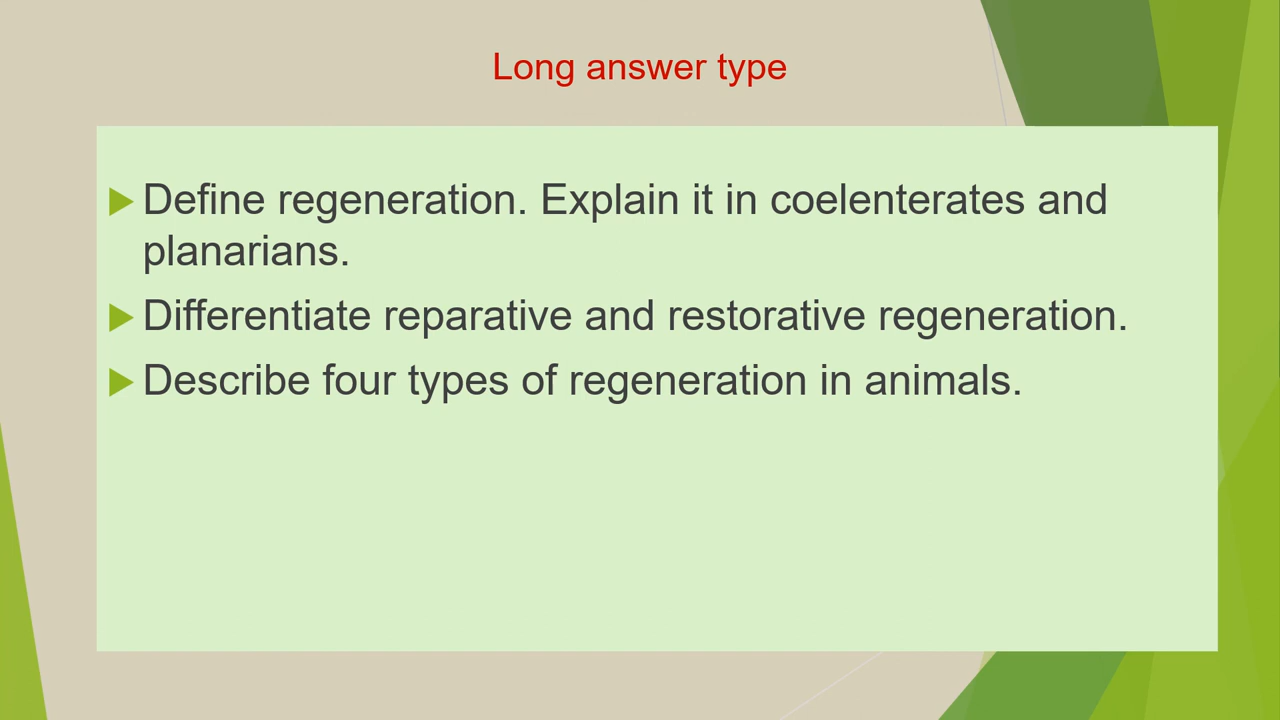 Long answer type
Define regeneration. Explain it in coelenterates and
planarians.
Differentiate reparative and restorative regeneration.
Describe four types of regeneration in animals.